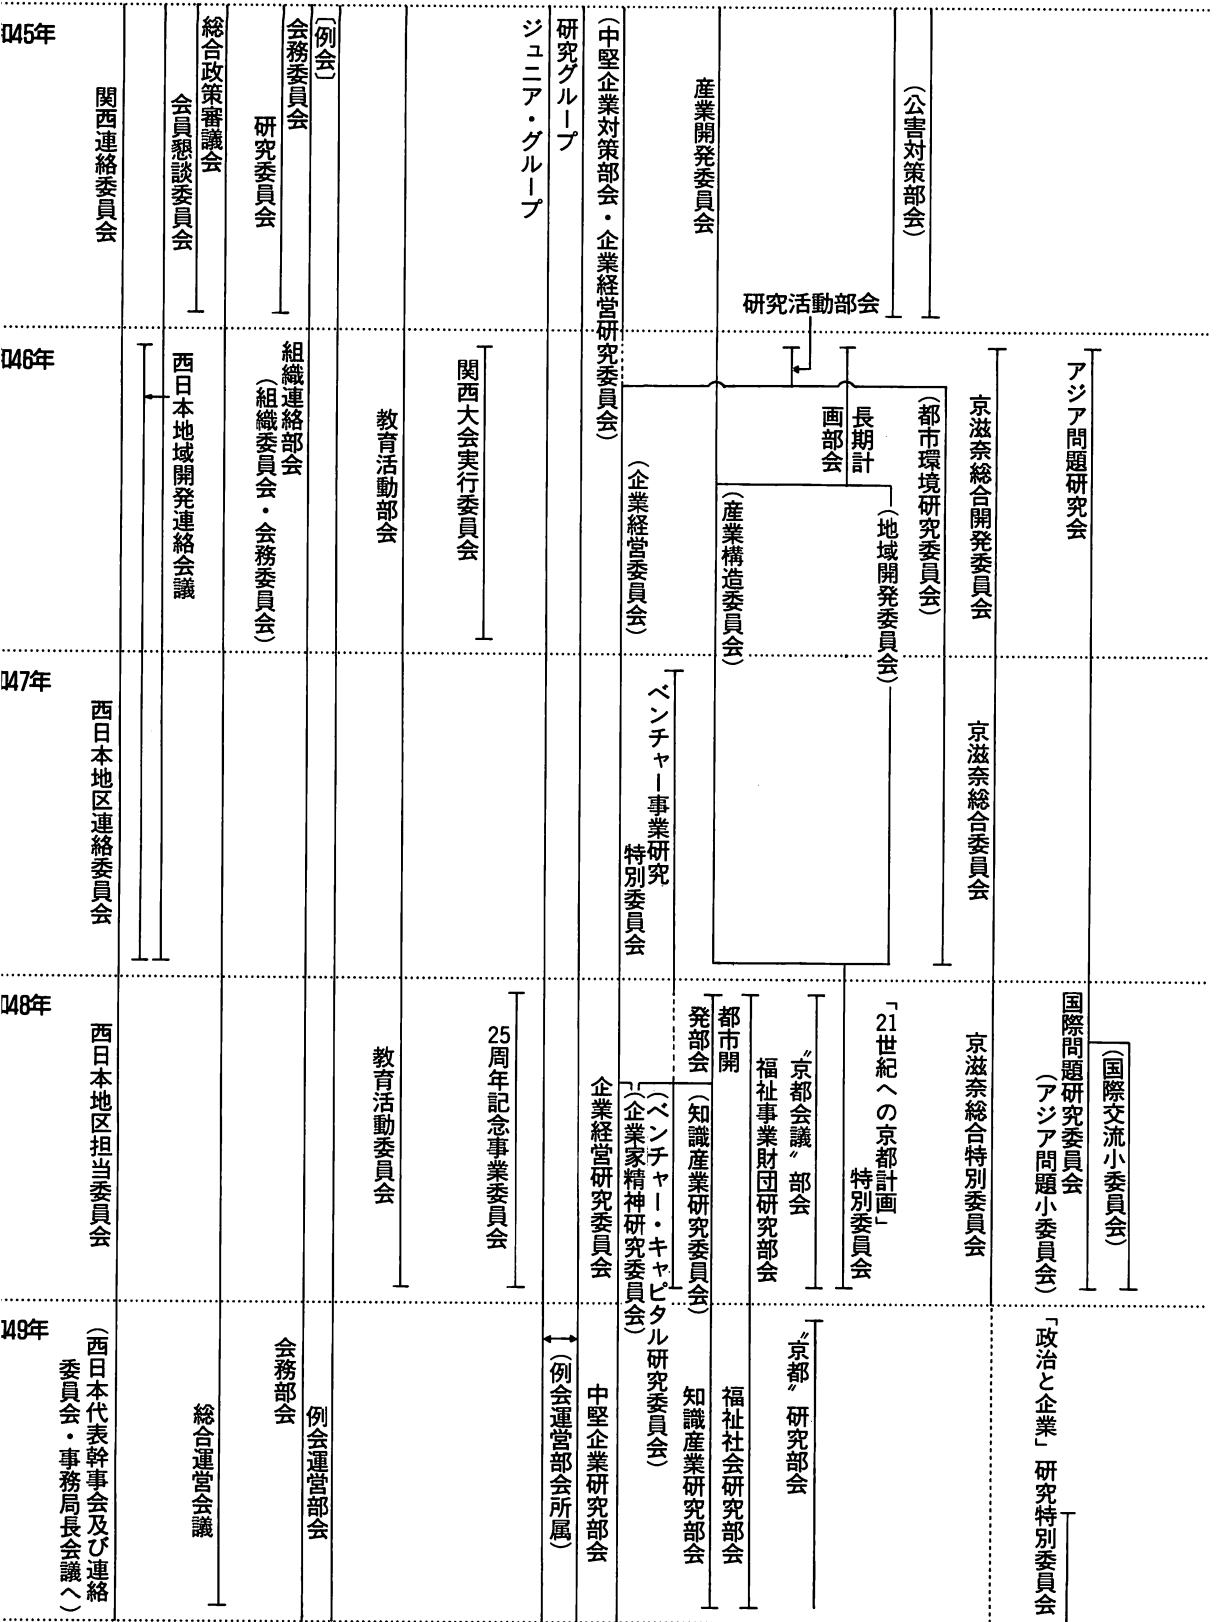 45年
関西連絡委員会
会員懇談委員会
総合政策審議会
研究委員会
会務委員会
〔例会〕
ジュニア・グループ
研究グループ
(中堅企業対策部会・企業経営研究委員会)
産業開発委員会
(公害対策部会)
研究活動部会
46年
西日本地域開発連絡会議
組織連絡部会
(組織委員会・会務委員会)
教育活動部会
関西大会実行委員会
(企業経営委員会)
(産業構造委員会)
長期計
画部会
(地域開発委員会)
(都市環境研究委員会)
京滋奈総合開発委員会
アジア問題研究会
47年
西日本地区連絡委員会
ベンチャー事業研究
特別委員会
京滋奈総合委員会
48年
西日本地区担当委員会
教育活動委員会
25周年記念事業委員会
企業経営研究委員会
(企業家精神研究委員会)
(ベンチャー・キャピタル研究委員会)
(知識産業研究委員会)
都市開
発部会
福祉事業財団研究部会
〝京都会議〟部会
「21世紀への京都計画」
特別委員会
京滋奈総合特別委員会
国際問題研究委員会
(アジア問題小委員会)
(国際交流小委員会)
49年
(西日本代表幹事会及び連絡
委員会・事務局長会議へ)
総合運営会議
会務部会
例会運営部会
(例会運営部会所属)
中堅企業研究部会
知識産業研究部会
福祉社会研究部会
〝京都〟研究部会
「政治と企業」研究特別委員会